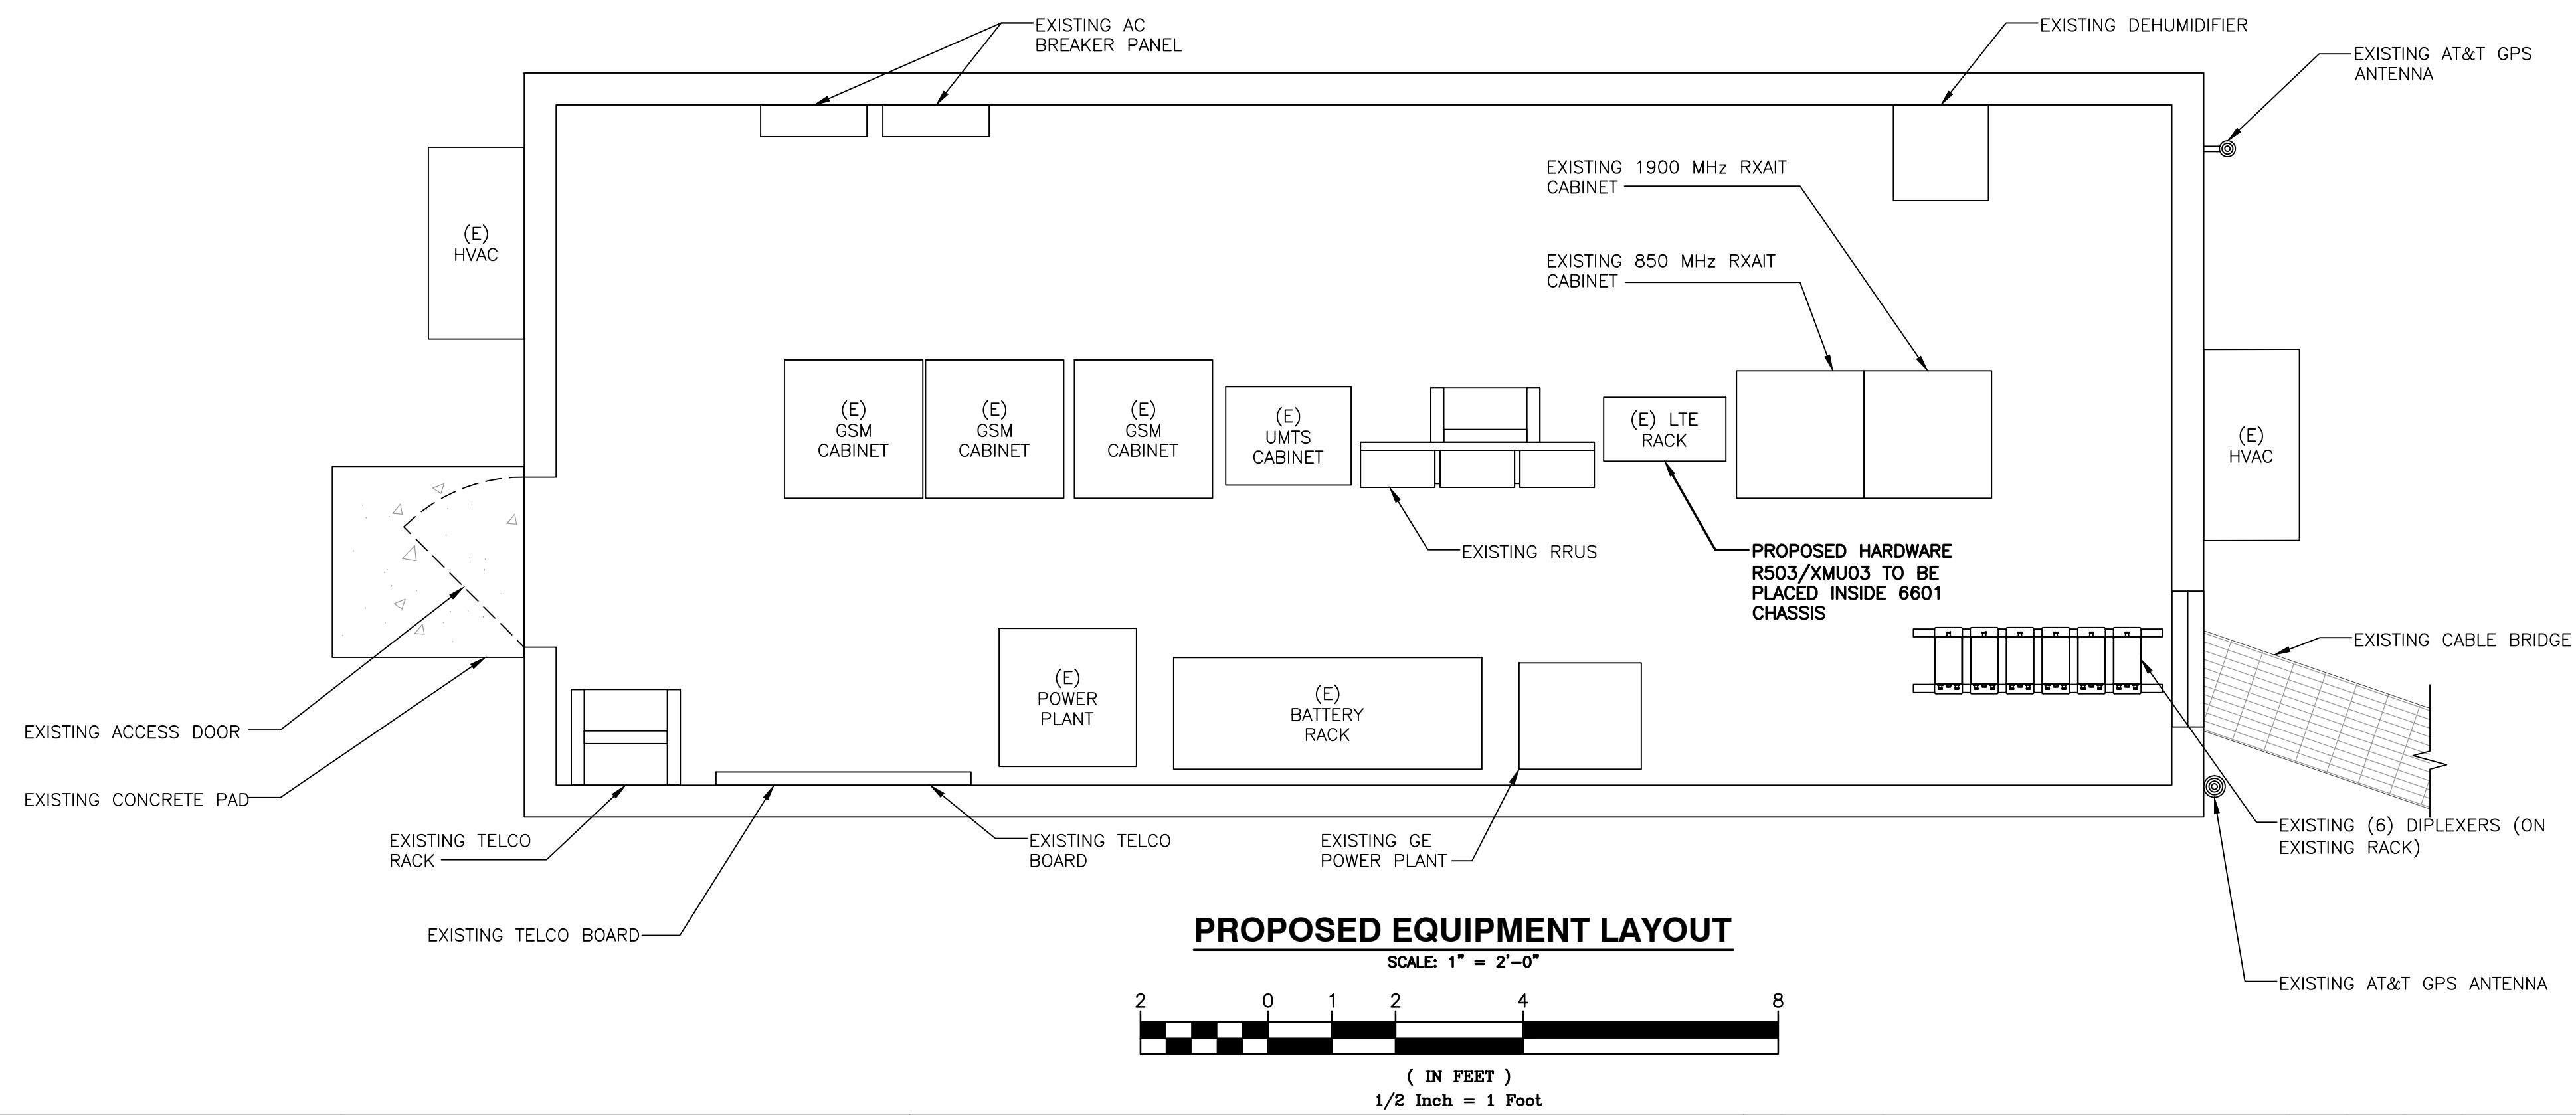 EXISTING AC
BREAKER PANEL
EXISTING DEHUMIDIFIER
EXISTING AT&T GPS
ANTENNA
EXISTING 1900 MHz RXAIT
CABINET
(E)
HVAC
EXISTING 850 MHz RXAIT
CABINET
(E)
GSM
CABINET
(E)
GSM
CABINET
(E)
GSM
CABINET
(E)
UMTS
CABINET
(E) LTE
RACK
(E)
HVAC
EXISTING RRUS
PROPOSED HARDWARE
R503/XMU03 TO BE
PLACED INSIDE 6601
CHASSIS
EXISTING CABLE BRIDGE
(E)
POWER
PLANT
(E)
BATTERY
RACK
EXISTING ACCESS DOOR
EXISTING CONCRETE PAD
EXISTING TELCO
RACK
EXISTING TELCO
BOARD
EXISTING GE
POWER PLANT
EXISTING (6) DIPLEXERS (ON
EXISTING RACK)
EXISTING TELCO BOARD
EXISTING AT&T GPS ANTENNA
PROPOSED EQUIPMENT LAYOUT
SCALE: 1" = 2'-0"
2 0 1 2 4 8
( IN FEET )
1/2 Inch = 1 Foot